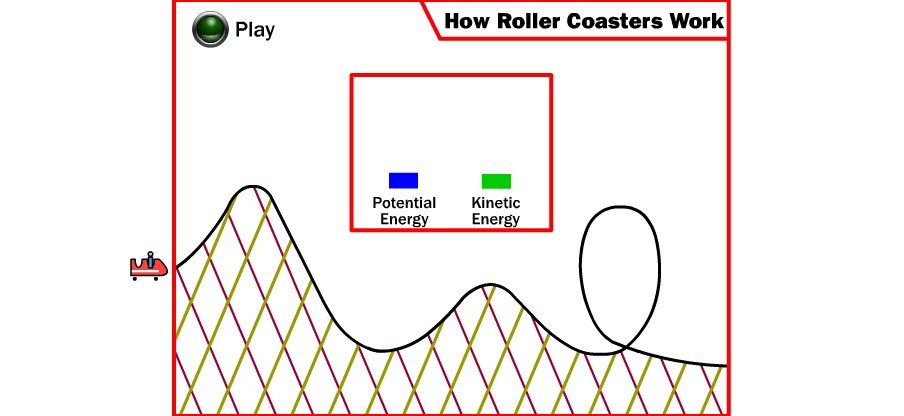 Play
How Roller Coasters Work
Potential
Energy
Kinetic
Energy